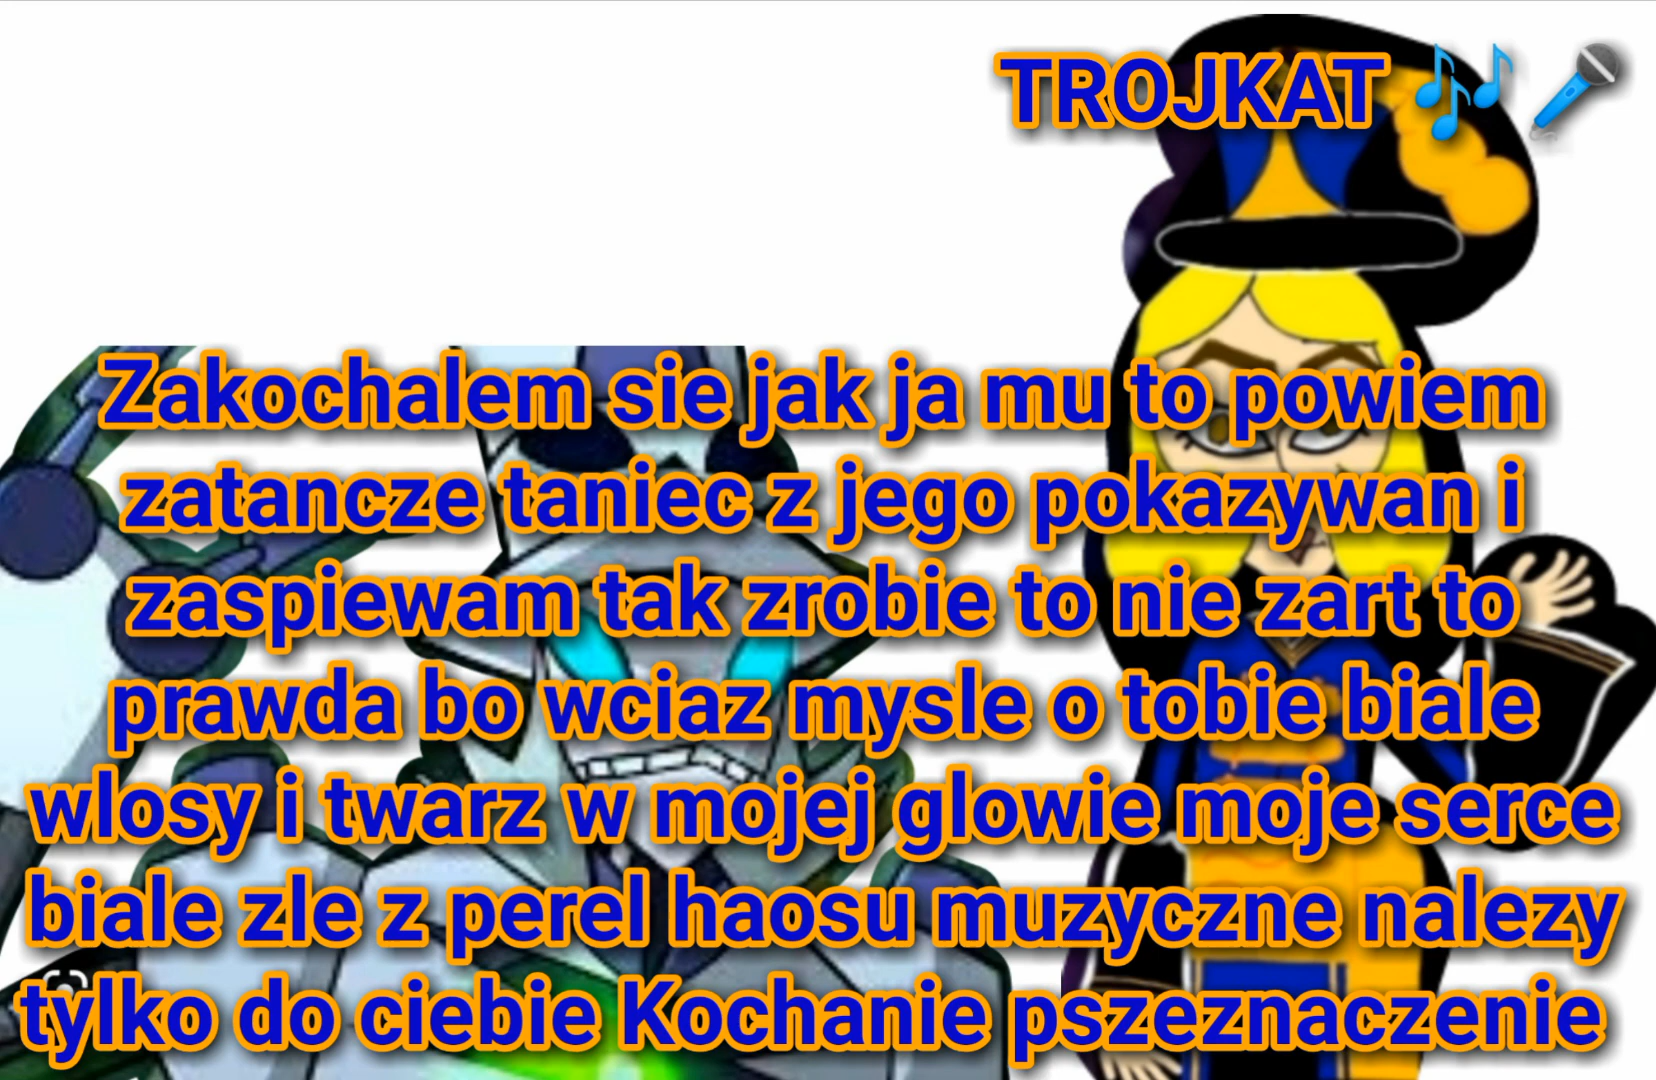 TROJKAT 🎶🎤
Zakochalem sie jak ja mu to powiem
zatancze taniec z jego pokazywan i
zaspiewam tak zrobie to nie zart to
prawda bo wciaz mysle o tobie biale
wlosy i twarz w mojej glowie moje serce
biale zle z perel haosu muzyczne nalezy
tylko do ciebie Kochanie pszeznaczenie